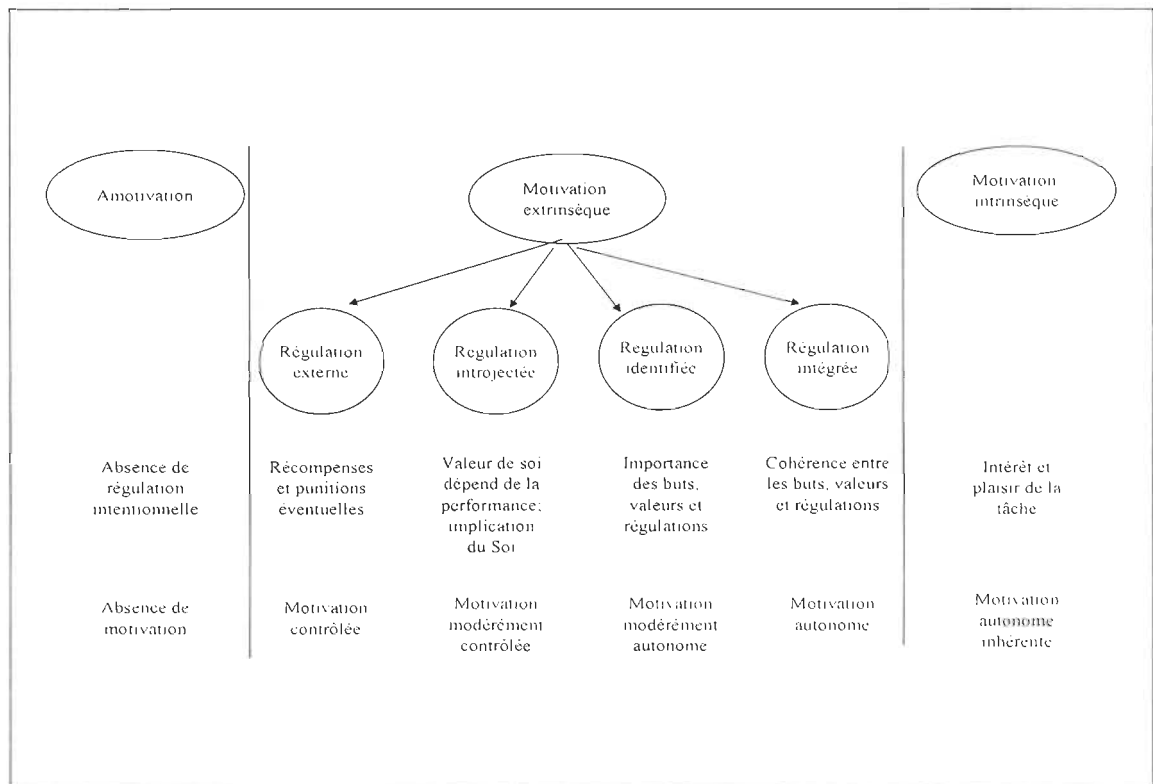 Amotivation
Motivation
extrinsèque
Motivation
intrinsèque
Régulation
externe
Regulation
introjectée
Regulation
identifiée
Régulation
intégrée
Absence de
régulation
intentionnelle
Récompenses
et punitions
éventuelles
Valeur de soi
dépend de la
performance;
implication
du Soi
Importance
des buts,
valeurs et
régulations
Cohérence entre
les buts, valeurs
et régulations
Intérêt et
plaisir de la
tâche
Absence de
motivation
Motivation
contrôlée
Motivation
modérément
contrôlée
Motivation
modérément
autonome
Motivation
autonome
Motivation
autonome
inhérente